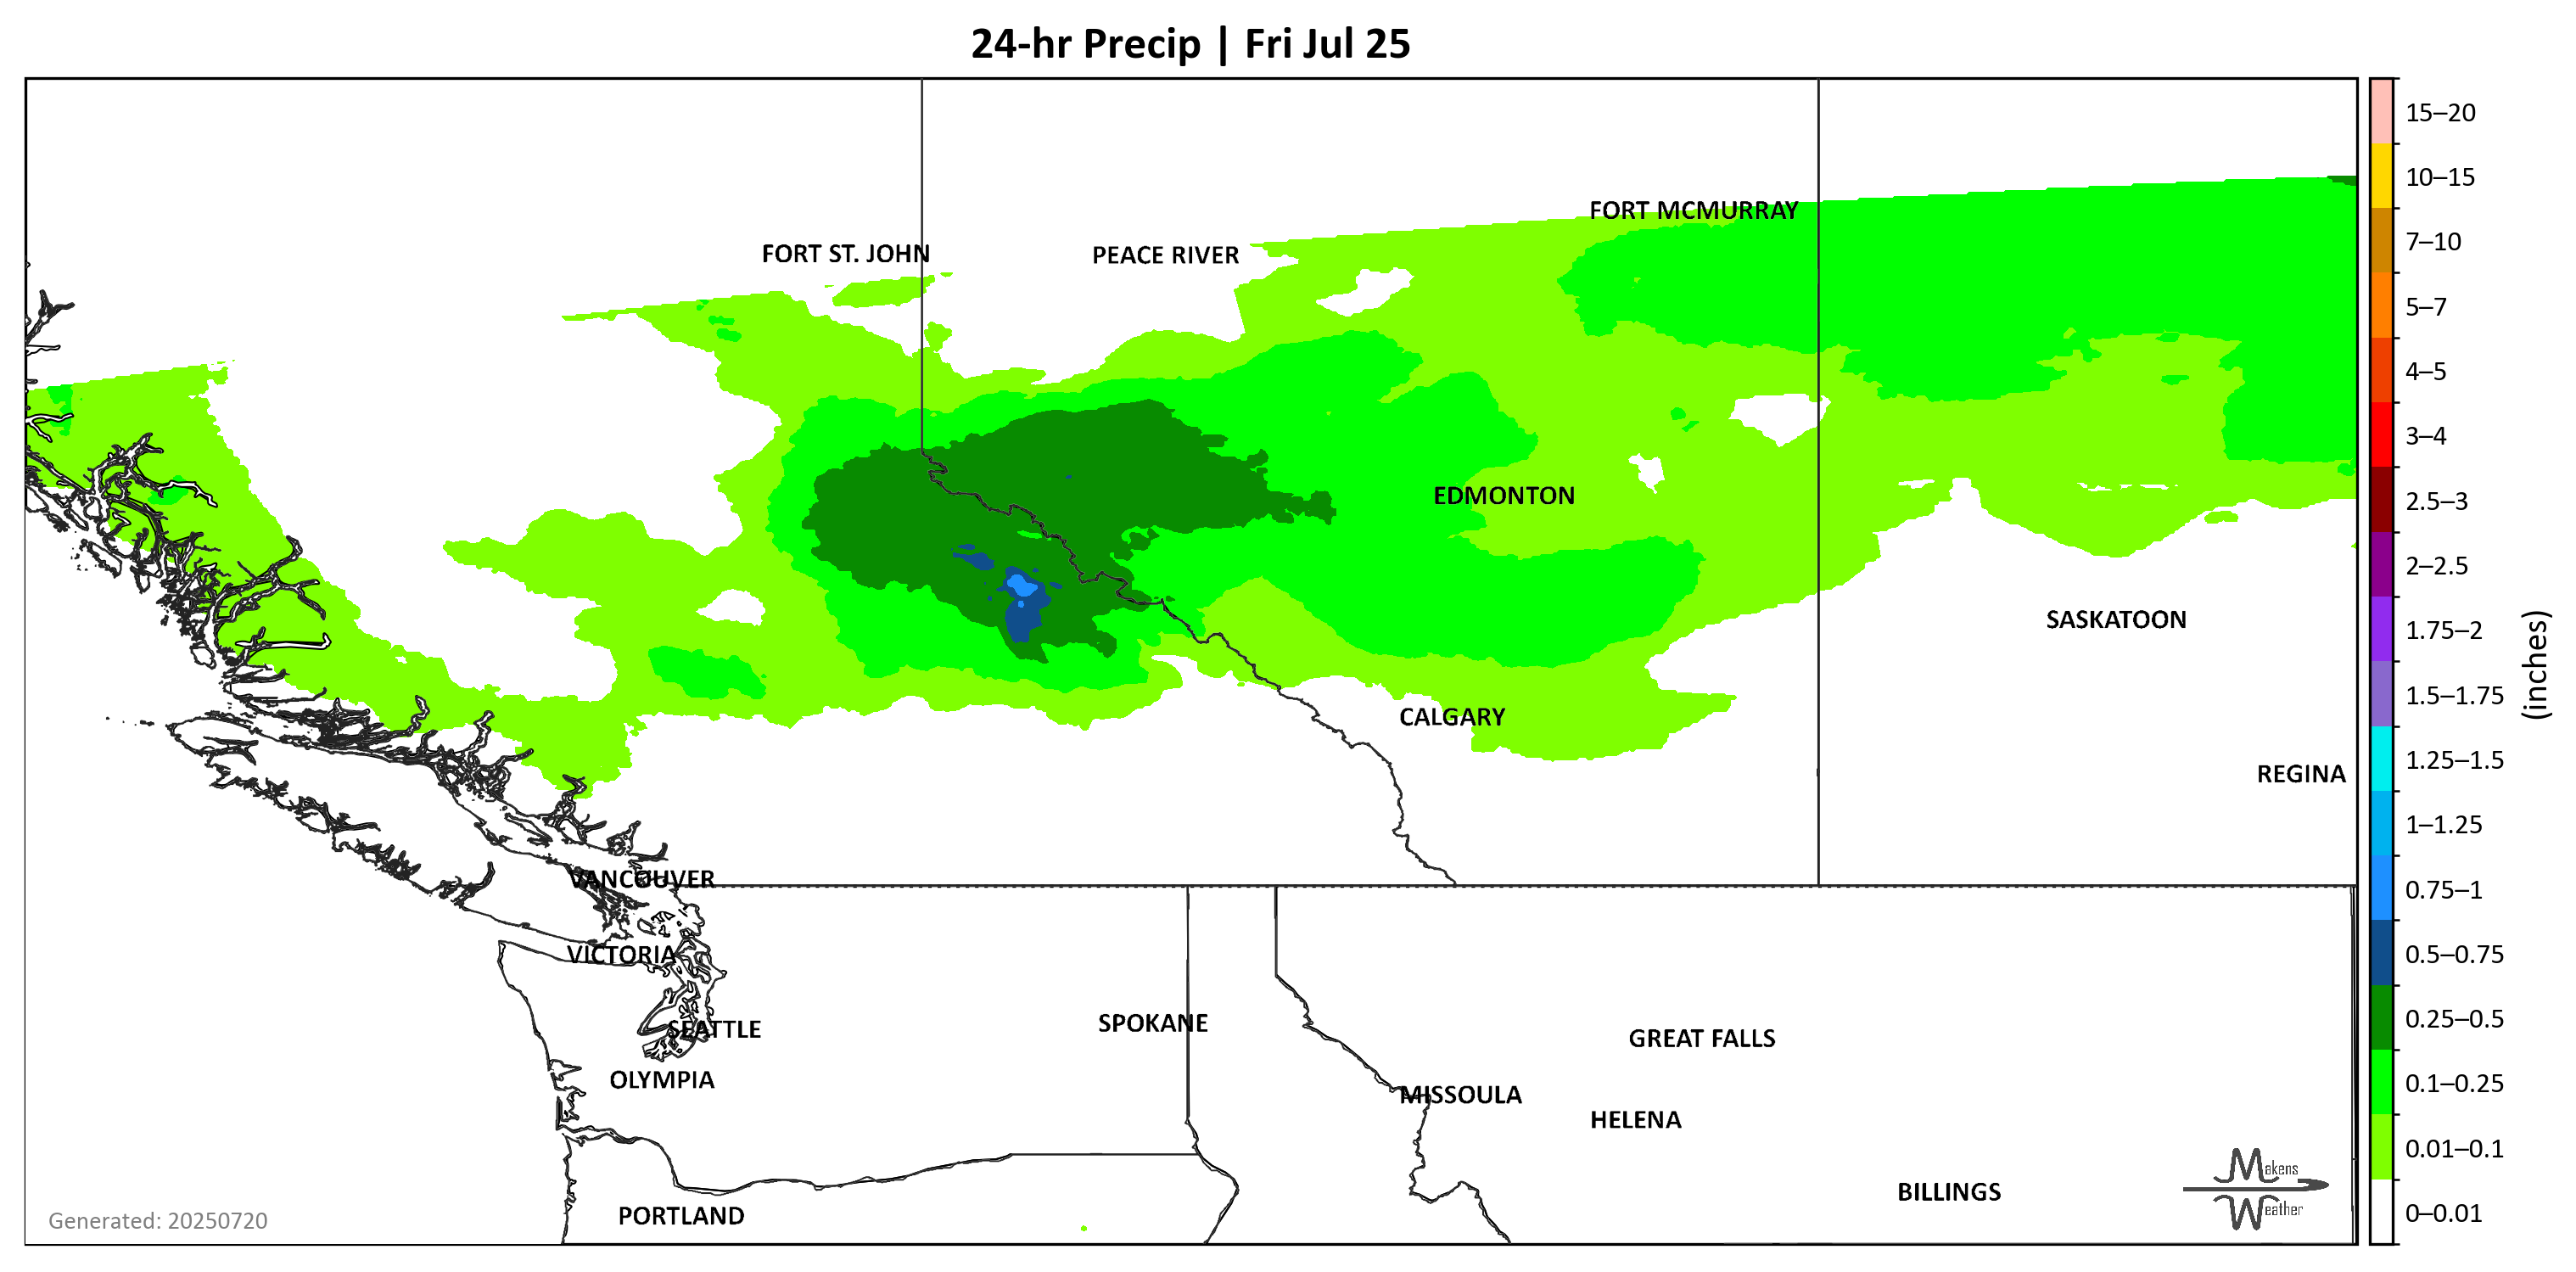 24-hr Precip | Fri Jul 25
15–20
10–15
7–10
5–7
4–5
3–4
2.5–3
2–2.5
1.75–2
1.5–1.75
1.25–1.5
1–1.25
0.75–1
0.5–0.75
0.25–0.5
0.1–0.25
0.01–0.1
0–0.01
(inches)
FORT MCMURRAY
FORT ST. JOHN
PEACE RIVER
EDMONTON
SASKATOON
CALGARY
REGINA
VANCOUVER
VICTORIA
SEATTLE
SPOKANE
GREAT FALLS
OLYMPIA
MISSOULA
HELENA
BILLINGS
PORTLAND
Makens
Weather
Generated: 20250720